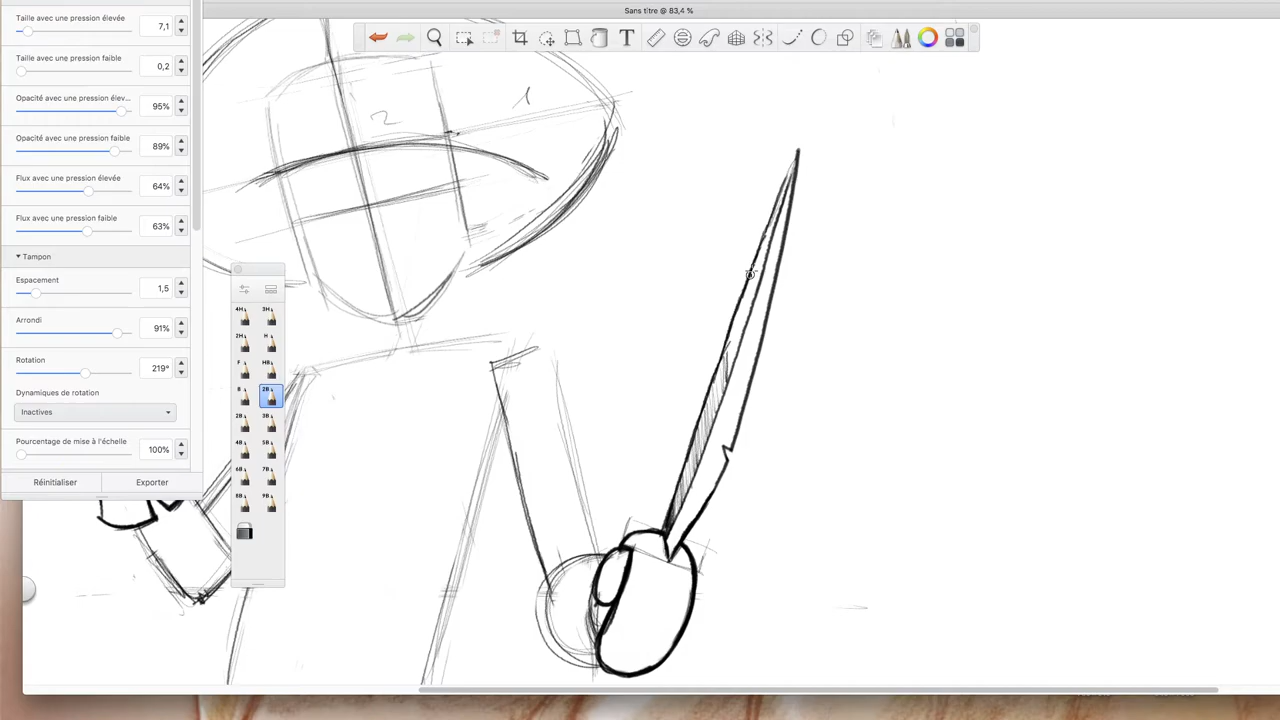 Sans titre @ 83,4 %
Taille avec une pression élevée
7,1
Taille avec une pression faible
0,2
Opacité avec une pression élev...
95%
Opacité avec une pression faible
89%
Flux avec une pression élevée
64%
Flux avec une pression faible
63%
Tampon
Espacement
1,5
Arrondi
91%
Rotation
219°
Dynamiques de rotation
Inactives
Pourcentage de mise à l'échelle
100%
Réinitialiser
Exporter
4H
3H
2H
H
F
HB
B
2B
2B
3B
4B
5B
6B
7B
8B
9B
1
2